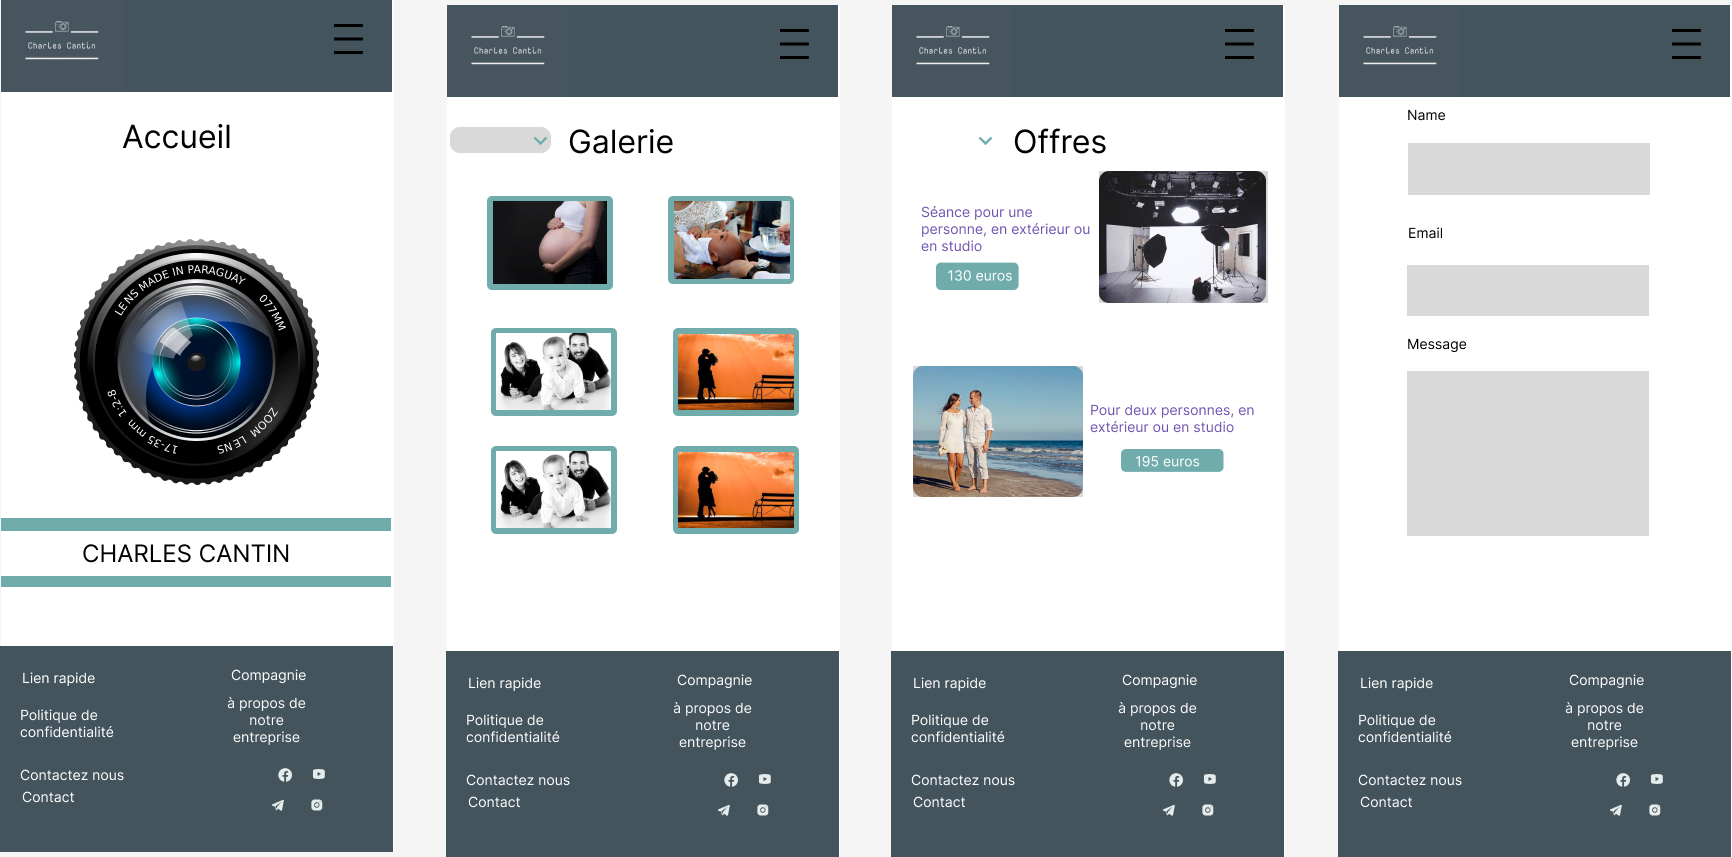 Charles Cantin
Accueil
LENS MADE IN PARAGUAY 077MM
17-35 mm 1:2-8
ZOOM LENS
CHARLES CANTIN
Lien rapide
Compagnie
Politique de
confidentialité
à propos de
notre
entreprise
Contactez nous
Contact
Charles Cantin
Galerie
Lien rapide
Compagnie
Politique de
confidentialité
à propos de
notre
entreprise
Contactez nous
Contact
Charles Cantin
Offres
Séance pour une
personne, en extérieur ou
en studio
130 euros
Pour deux personnes, en
extérieur ou en studio
195 euros
Lien rapide
Compagnie
Politique de
confidentialité
à propos de
notre
entreprise
Contactez nous
Contact
Charles Cantin
Name
Email
Message
Lien rapide
Compagnie
Politique de
confidentialité
à propos de
notre
entreprise
Contactez nous
Contact